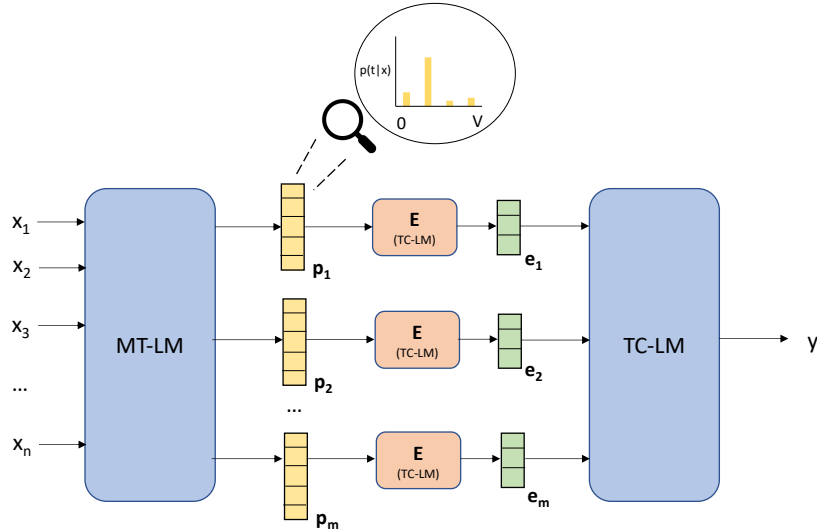 p(t|x)
0 V
x1
x2
x3
...
xn
MT-LM
p1
E
(TC-LM)
e1
p2
E
(TC-LM)
e2
...
pm
E
(TC-LM)
em
TC-LM
y